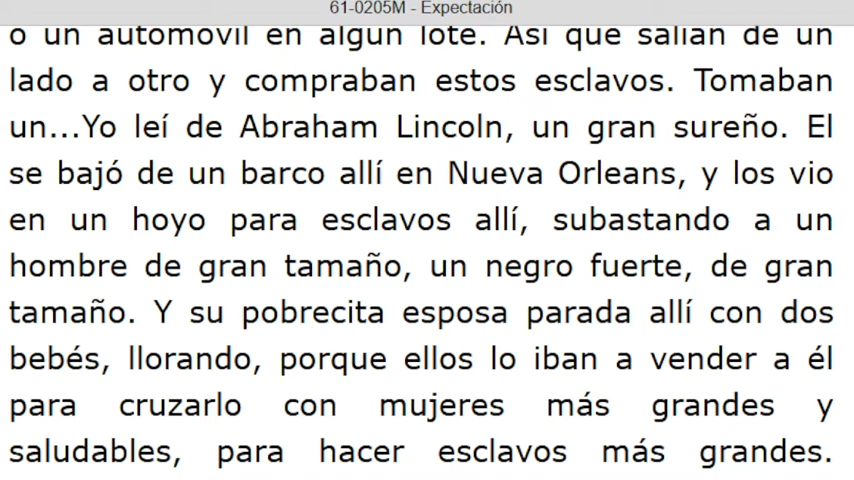 61-0205M - Expectación
o un automóvil en algún lote. Así que salían de un
lado a otro y compraban estos esclavos. Tomaban
un...Yo leí de Abraham Lincoln, un gran sureño. El
se bajó de un barco allí en Nueva Orleans, y los vio
en un hoyo para esclavos allí, subastando a un
hombre de gran tamaño, un negro fuerte, de gran
tamaño. Y su pobrecita esposa parada allí con dos
bebés, llorando, porque ellos lo iban a vender a él
para cruzarlo con mujeres más grandes y
saludables, para hacer esclavos más grandes.